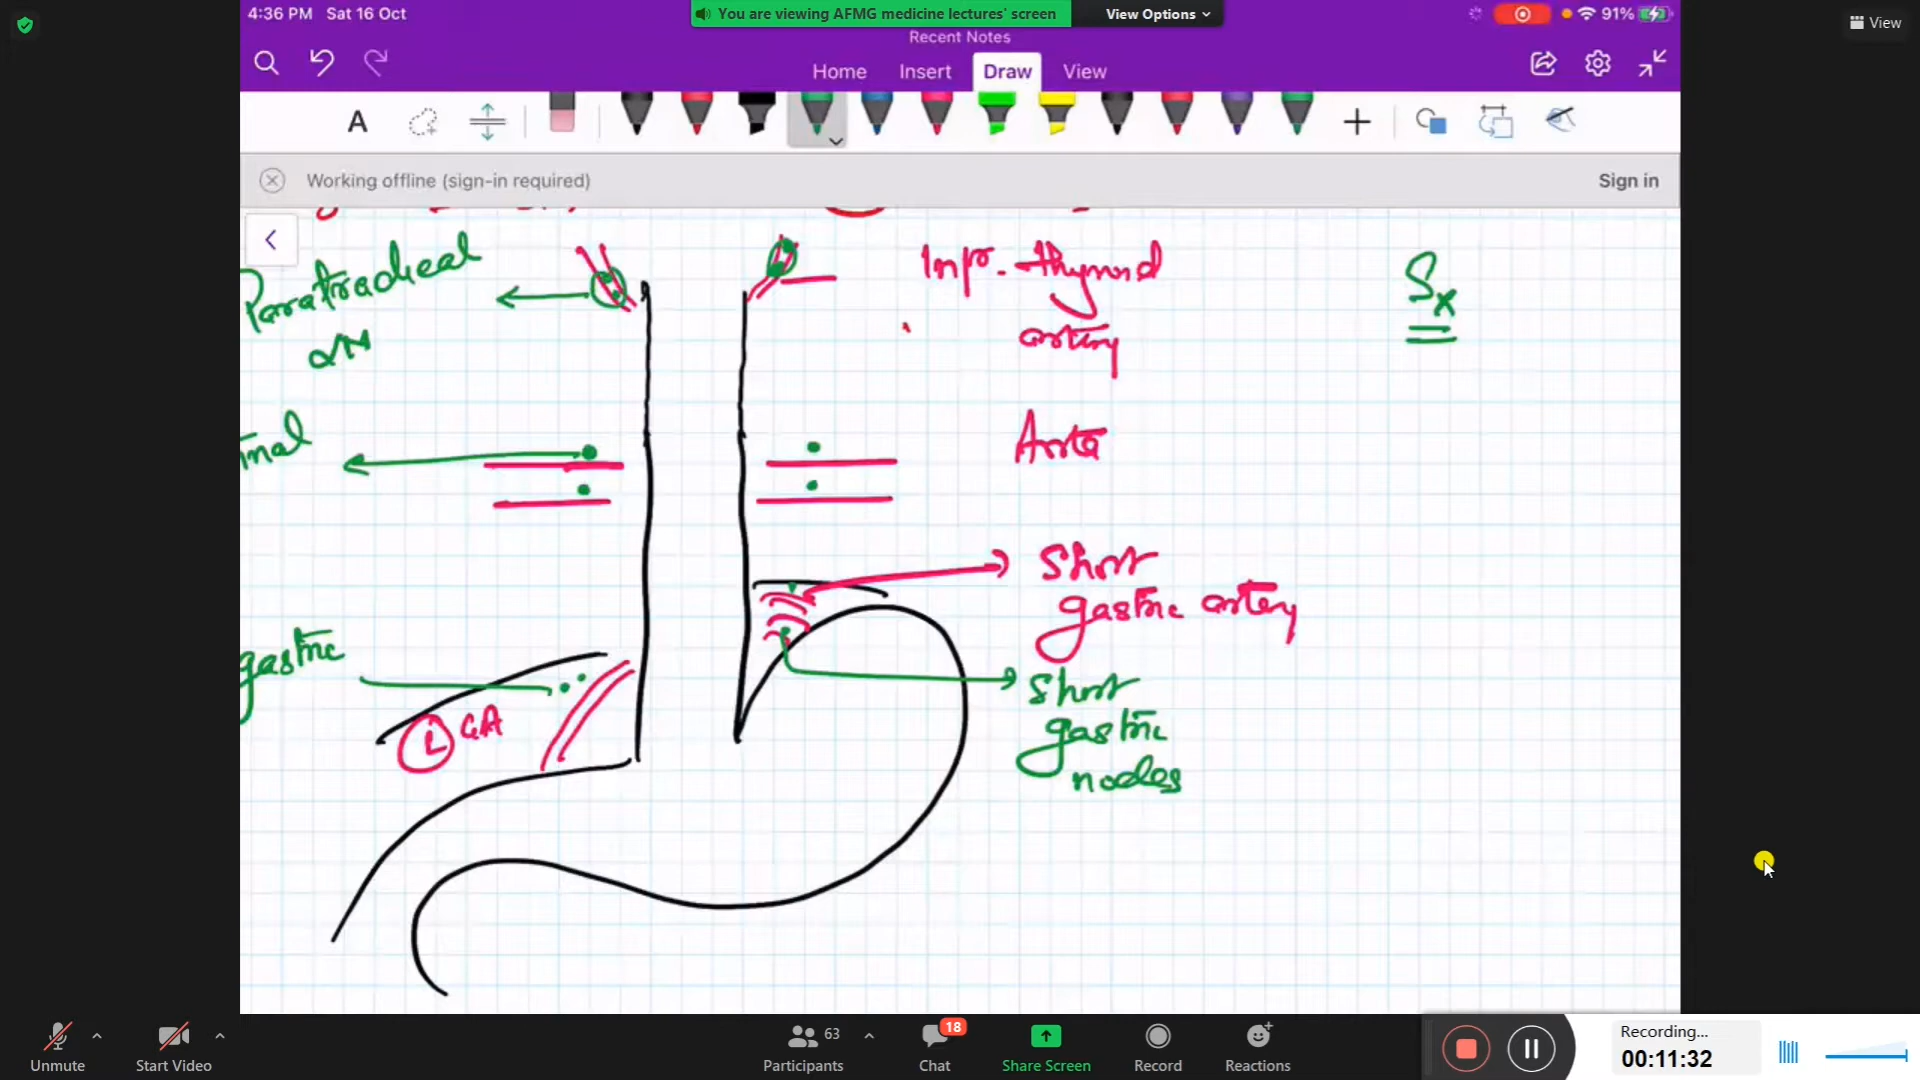 4:36 PM Sat 16 Oct
You are viewing AFMG medicine lectures' screen
View Options
91%
View
Recent Notes
Home Insert Draw View
A
Working offline (sign-in required)
Sign in
Paratracheal
LN
Inf. thyroid
artery
Sx
Aorta
Short
gastric artery
gastric
L GA
Short
gastric
nodes
Unmute
Start Video
63
Participants
18
Chat
Share Screen
Record
Reactions
Recording...
00:11:32